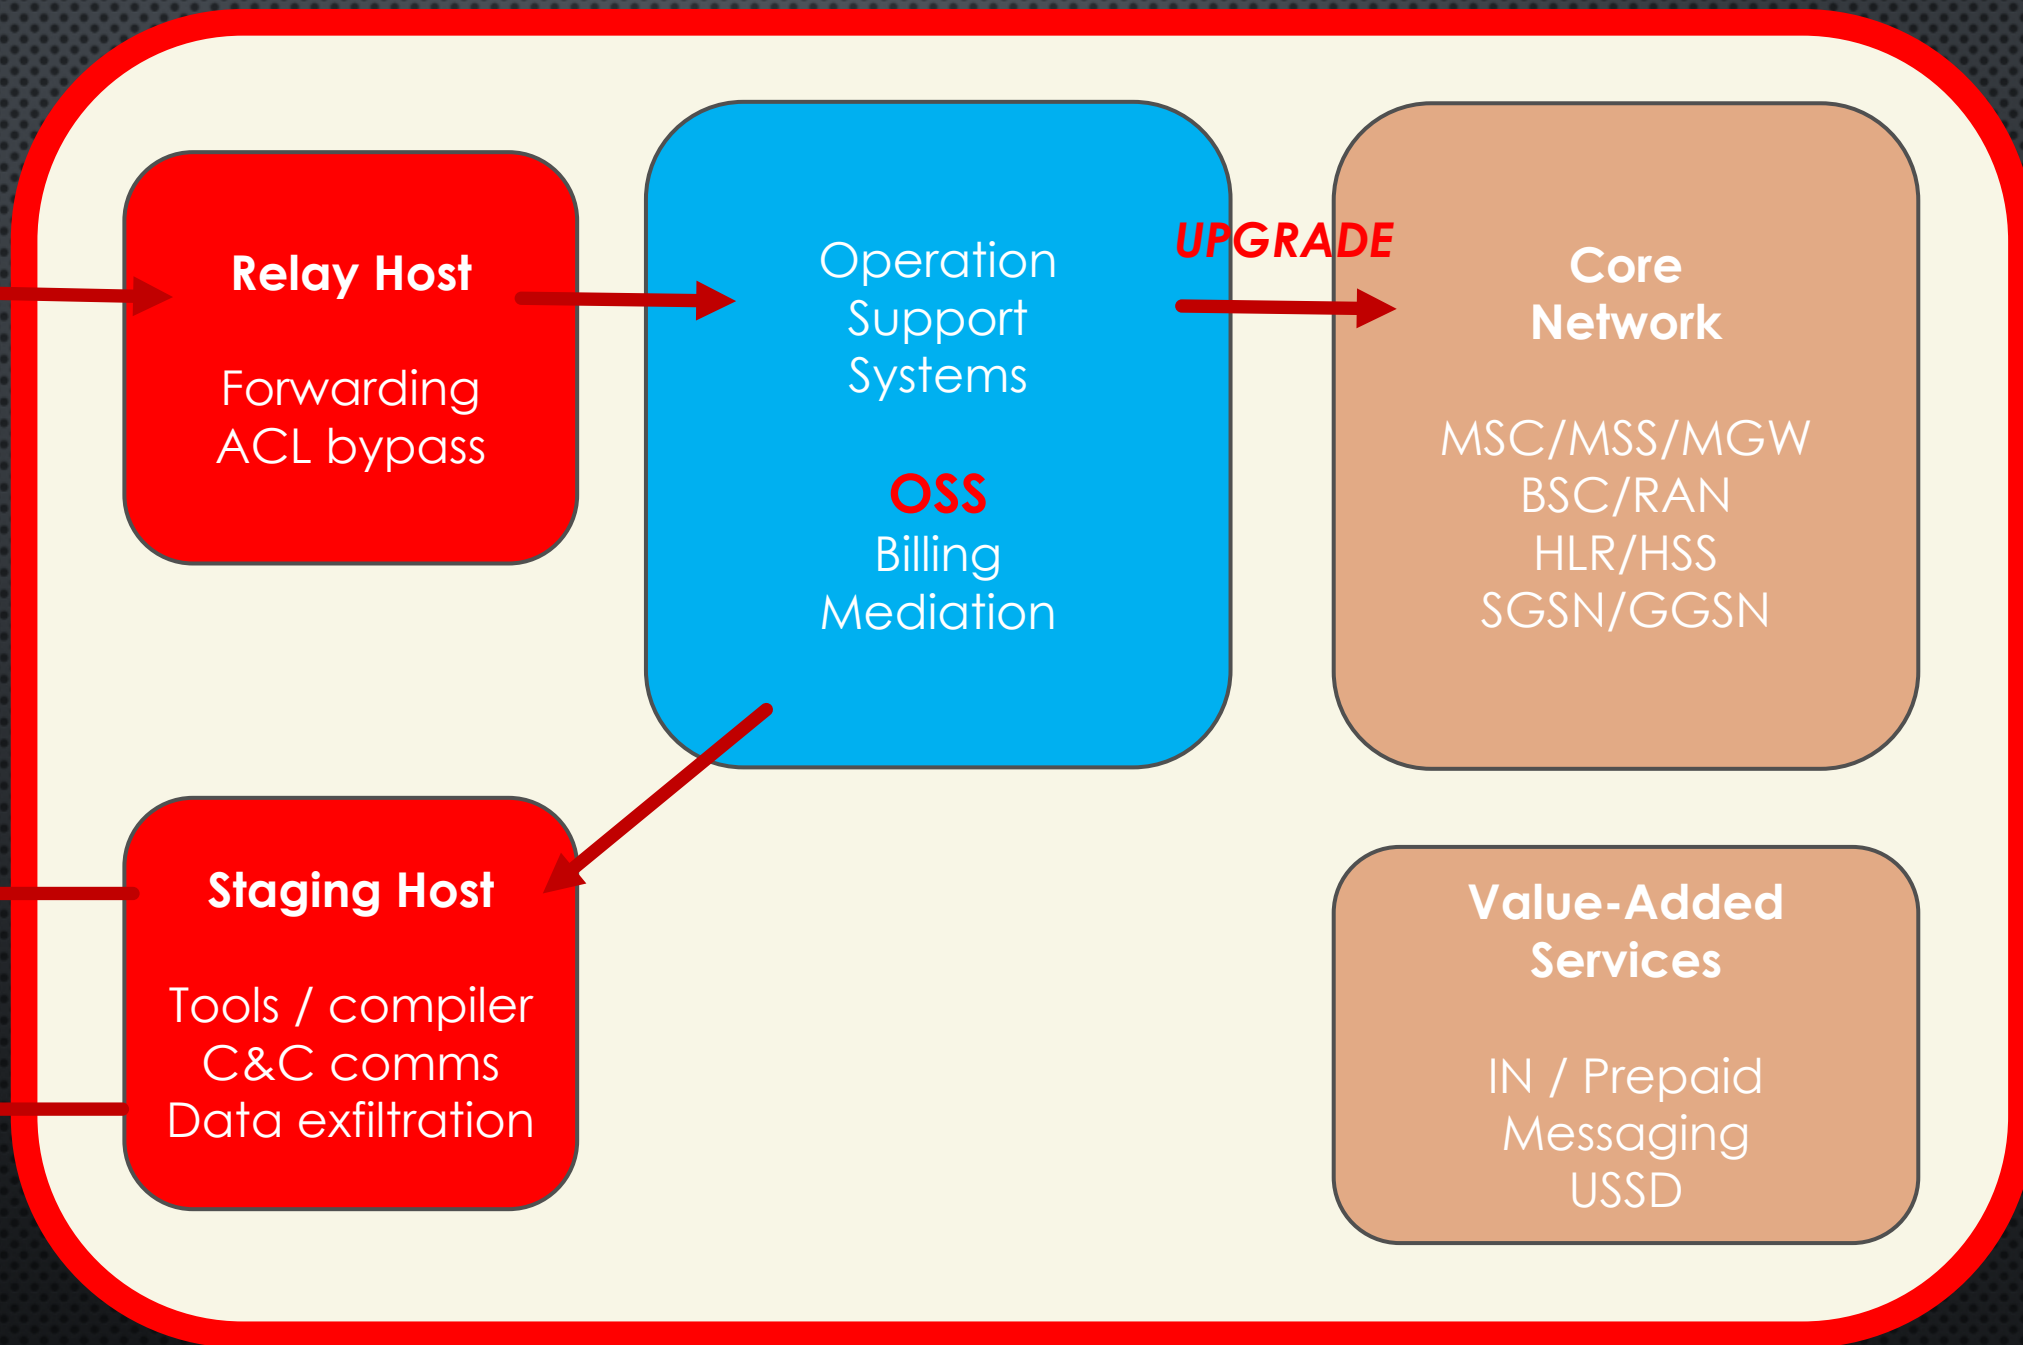 Relay Host
Forwarding
ACL bypass
Operation
Support
Systems
OSS
Billing
Mediation
UPGRADE
Core
Network
MSC/MSS/MGW
BSC/RAN
HLR/HSS
SGSN/GGSN
Staging Host
Tools / compiler
C&C comms
Data exfiltration
Value-Added
Services
IN / Prepaid
Messaging
USSD